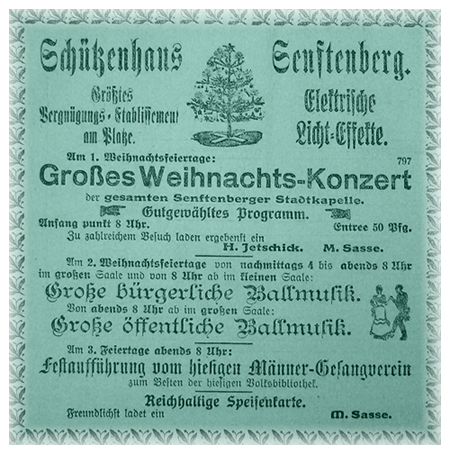 Schützenhaus Senftenberg.
Größtes
Vergnügungs-Etablissement
am Platze.
Elektrische
Licht-Effekte.
Am 1. Weihnachtsfeiertage: 797
Großes Weihnachts-Konzert
der gesamten Senftenberger Stadtkapelle.
Gutgewähltes Programm.
Anfang punkt 8 Uhr. Entree 50 Pfg.
Zu zahlreichem Besuch laden ergebenst ein
H. Jetschick. M. Sasse.
Am 2. Weihnachtsfeiertage von nachmittags 4 bis abends 8 Uhr
im großen Saale und von 8 Uhr ab im kleinen Saale:
Große bürgerliche Ballmusik.
Von abends 8 Uhr ab im großen Saale:
Große öffentliche Ballmusik.
Am 3. Feiertage abends 8 Uhr:
Festaufführung vom hiesigen Männer-Gesangverein
zum Besten der hiesigen Volksbibliothek.
Reichhallige Speisenkarte.
Freundlichst ladet ein M. Sasse.